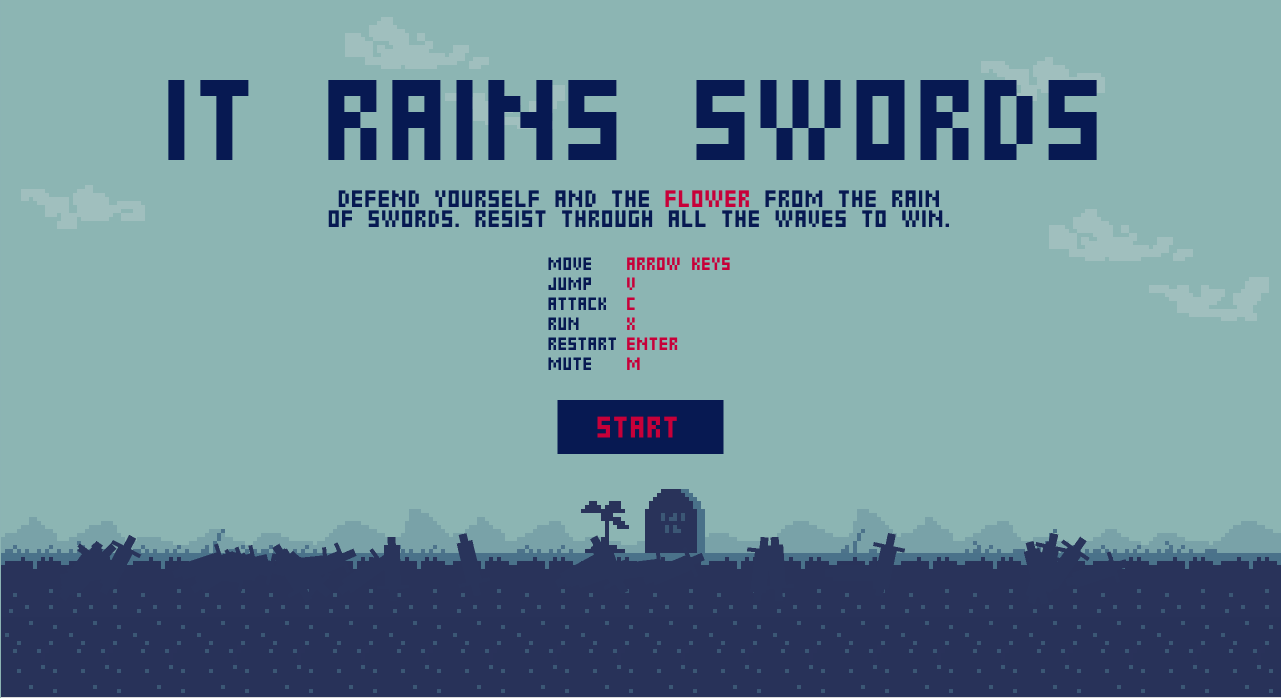 IT RAINS SWORDS
DEFEND YOURSELF AND THE FLOWER FROM THE RAIN
OF SWORDS. RESIST THROUGH ALL THE WAVES TO WIN.
MOVE ARROW KEYS
JUMP V
ATTACK C
RUN X
RESTART ENTER
MUTE M
START